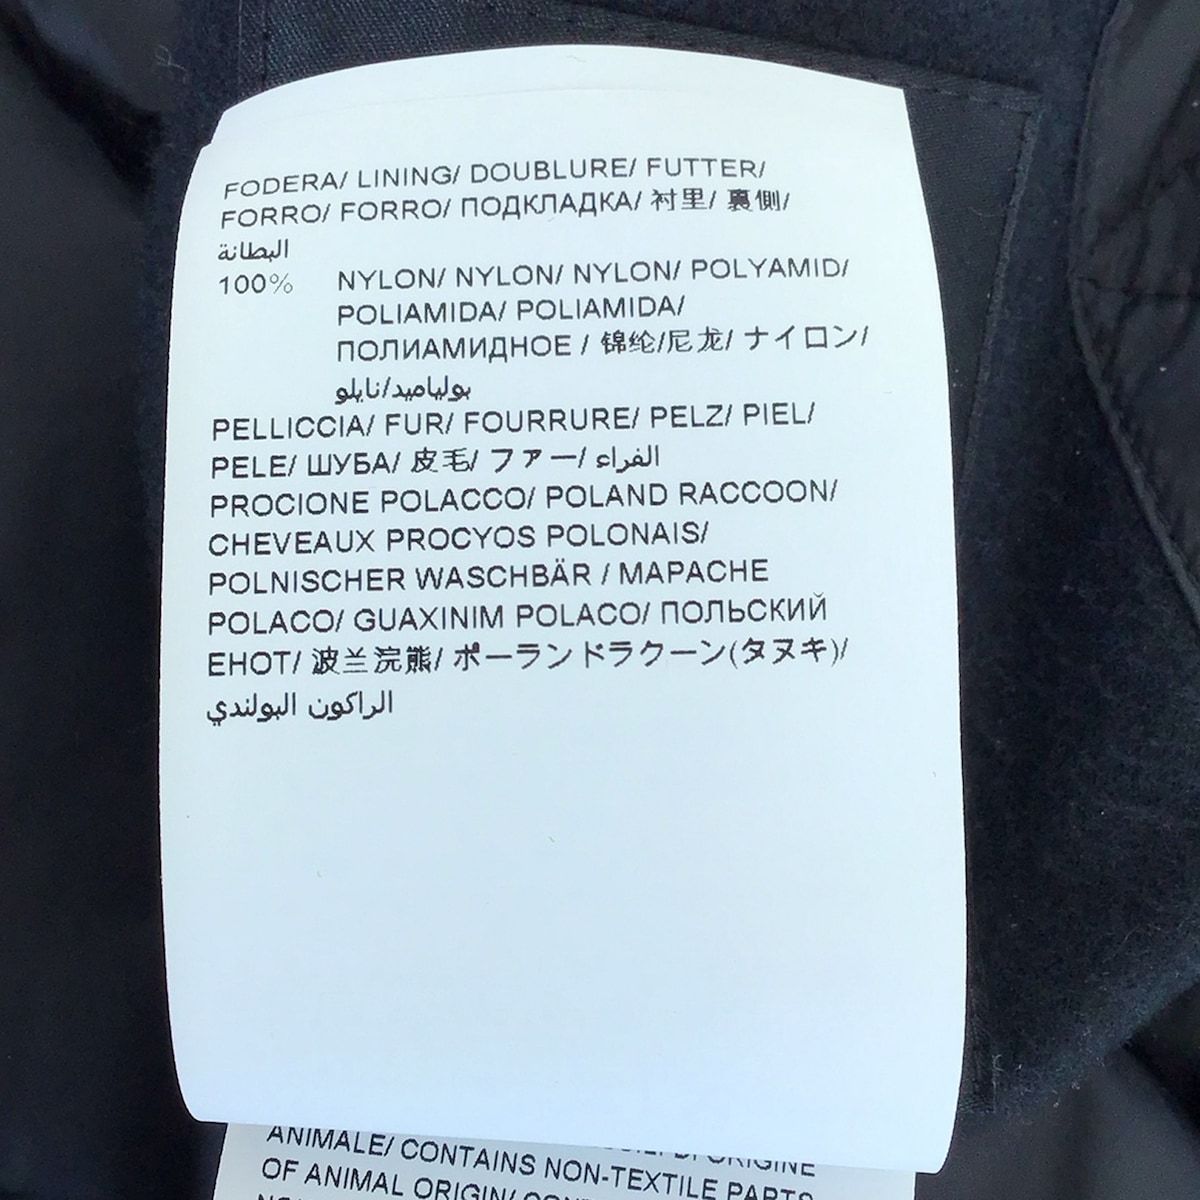 FODERA/ LINING/ DOUBLURE/ FUTTER/
FORRO/ FORRO/ ПОДКЛАДКА/ 衬里/ 裏側/
البطانة
100% NYLON/ NYLON/ NYLON/ POLYAMID/
POLIAMIDA/ POLIAMIDA/
ПОЛИАМИДНОЕ / 锦纶/尼龙/ ナイロン/
بولياميد/نايلو
PELLICCIA/ FUR/ FOURRURE/ PELZ/ PIEL/
PELE/ ШУБА/ 皮毛/ ファー/ الفراء
PROCIONE POLACCO/ POLAND RACCOON/
CHEVEAUX PROCYOS POLONAIS/
POLNISCHER WASCHBÄR / MAPACHE
POLACO/ GUAXINIM POLACO/ ПОЛЬСКИЙ
ЕНОТ/ 波兰浣熊/ ポーランドラクーン(タヌキ)/
الراكون البولندي
ORIGINE
ANIMALE/ CONTAINS NON-TEXTILE PARTS
OF ANIMAL ORIGIN/